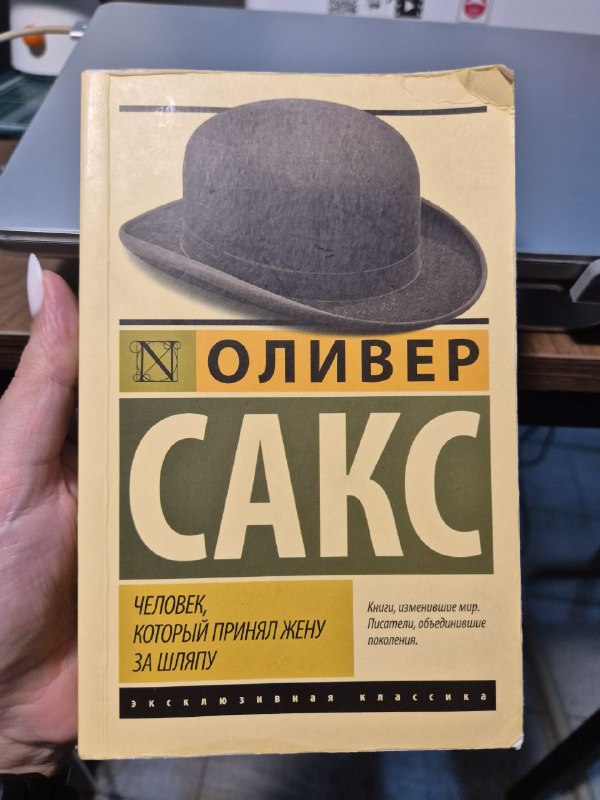 N
ОЛИВЕР
САКС
ЧЕЛОВЕК,
КОТОРЫЙ ПРИНЯЛ ЖЕНУ
ЗА ШЛЯПУ
Книги, изменившие мир.
Писатели, объединившие
поколения.
эксклюзивная классика